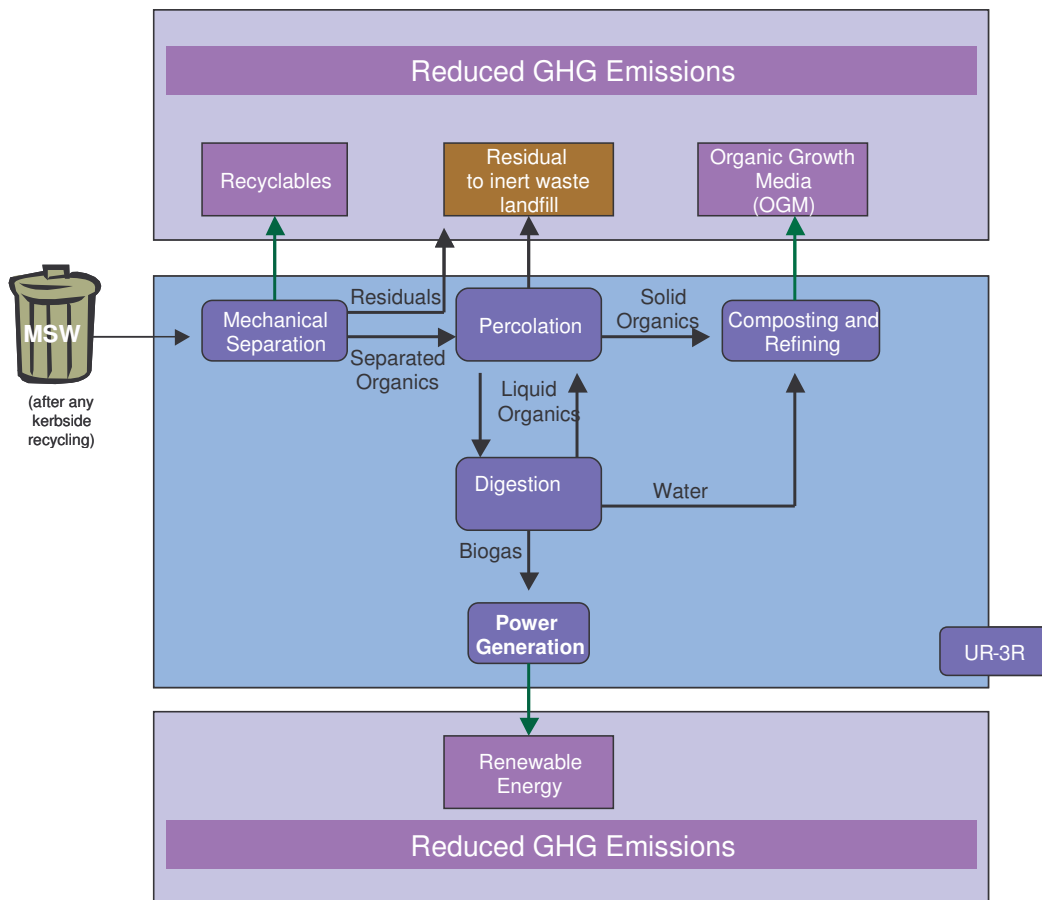 Reduced GHG Emissions
Recyclables
Residual
to inert waste
landfill
Organic Growth
Media
(OGM)
MSW
(after any
kerbside
recycling)
Mechanical
Separation
Residuals
Separated
Organics
Percolation
Solid
Organics
Composting and
Refining
Liquid
Organics
Digestion
Water
Biogas
Power
Generation
UR-3R
Renewable
Energy
Reduced GHG Emissions